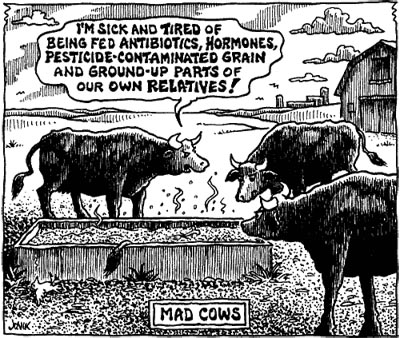 I'M SICK AND TIRED OF
BEING FED ANTIBIOTICS, HORMONES,
PESTICIDE-CONTAMINATED GRAIN
AND GROUND-UP PARTS OF
OUR OWN RELATIVES!
MAD COWS